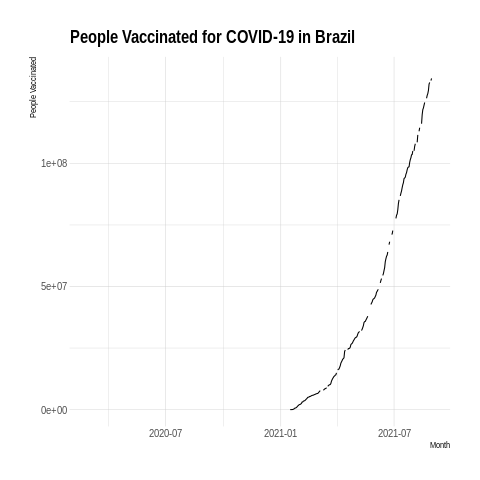 People Vaccinated for COVID-19 in Brazil
People Vaccinated
1e+08
5e+07
0e+00
2020-07 2021-01 2021-07
Month